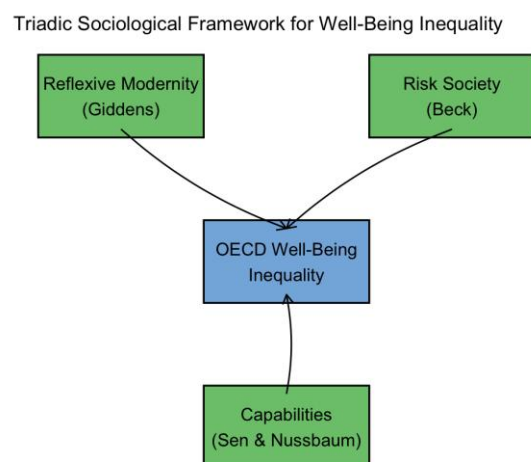 Triadic Sociological Framework for Well-Being Inequality
Reflexive Modernity
(Giddens)
Risk Society
(Beck)
OECD Well-Being
Inequality
Capabilities
(Sen & Nussbaum)